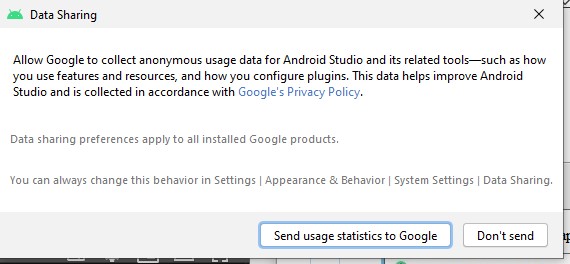 Data Sharing
Allow Google to collect anonymous usage data for Android Studio and its related tools—such as how
you use features and resources, and how you configure plugins. This data helps improve Android
Studio and is collected in accordance with Google's Privacy Policy.
Data sharing preferences apply to all installed Google products.
You can always change this behavior in Settings | Appearance & Behavior | System Settings | Data Sharing.
Send usage statistics to Google
Don't send